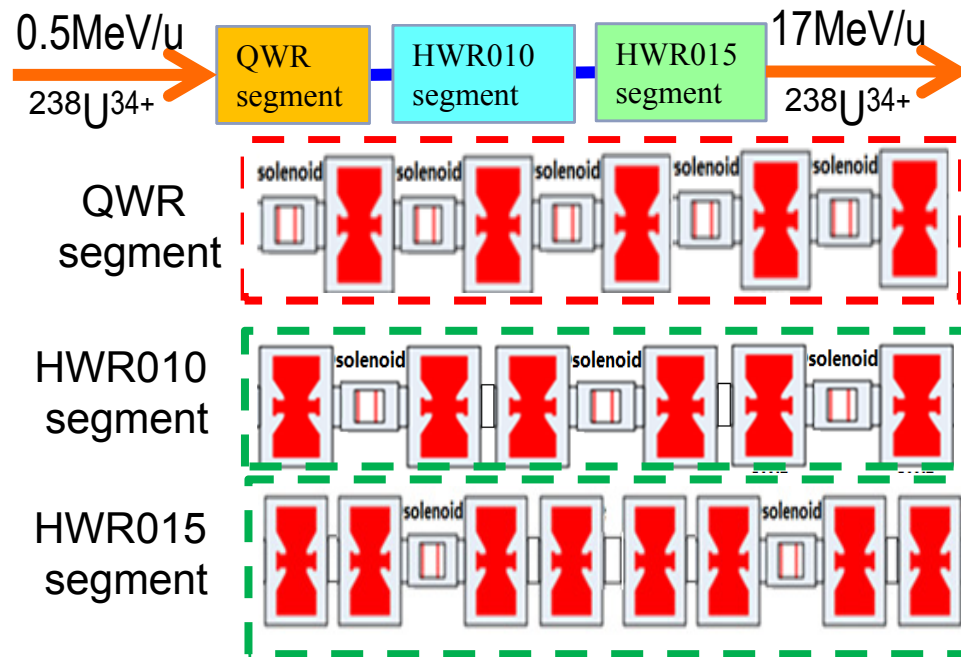 0.5MeV/u
QWR
segment
HWR010
segment
HWR015
segment
17MeV/u
238U34+
238U34+
QWR
segment
solenoid solenoid solenoid solenoid solenoid
HWR010
segment
solenoid solenoid solenoid
HWR015
segment
solenoid solenoid